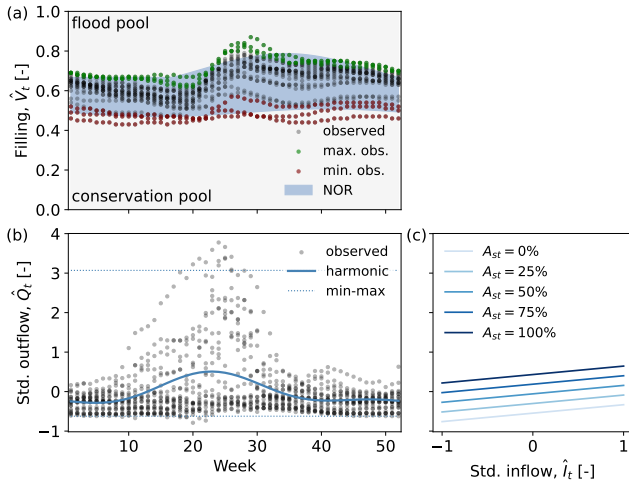 (a)
flood pool
1.0
0.8
0.6
0.4
0.2
0.0
Filling, V̂t [-]
observed
max. obs.
min. obs.
NOR
conservation pool
(b)
4
3
2
1
0
−1
Std. outflow, Q̂t [-]
observed
harmonic
min-max
10 20 30 40 50
Week
(c)
Ast = 0%
Ast = 25%
Ast = 50%
Ast = 75%
Ast = 100%
−1 0 1
Std. inflow, Ît [-]